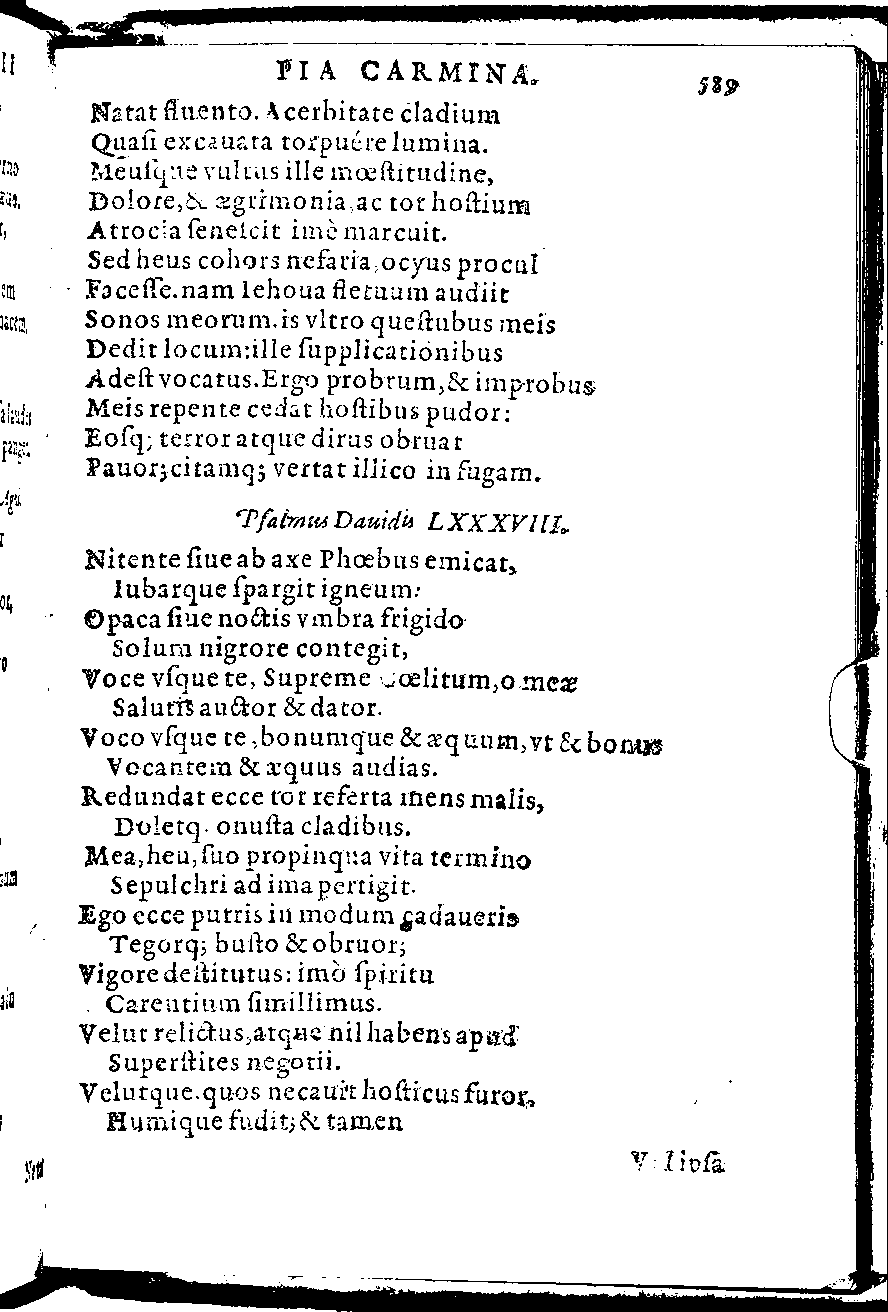 PIA CARMINA. 589
Natat fluento. Acerbitate cladium
Quaſi excauata torpuére lumina.
Meuſque vultus ille mœſtitudine,
Dolore,& ægrimonia,ac tot hoſtium
Atrocia ſeneſcit imò marcuit.
Sed heus cohors nefaria,ocyus procul
Faceſſe.nam Iehoua fletuum audiit
Sonos meorum.is vltro queſtubus meis
Dedit locum:ille ſupplicationibus
Adeſt vocatus.Ergo probrum,& improbus
Meis repente cedat hoſtibus pudor:
Eoſq; terror atque dirus obruat
Pauor;citamq; vertat illico in fugam.
Pſalmus Dauidis LXXXVIII.
Nitente ſiue ab axe Phœbus emicat,
Iubarque ſpargit igneum:
Opaca ſiue noctis vmbra frigido
Solum nigrore contegit,
Voce vſque te, Supreme Cœlitum,o meæ
Salutis auctor & dator.
Voco vſque te,bonumque & æquum,vt & bonus
Vocantem & æquus audias.
Redundat ecce tot referta mens malis,
Doletq. onuſta cladibus.
Mea,heu,ſuo propinqua vita termino
Sepulchri ad ima pertigit.
Ego ecce putris in modum cadaueris
Tegorq; buſto & obruor;
Vigore deſtitutus: imò ſpiritu
Carentium ſimillimus.
Velut relictus,atque nil habens apud
Superſtites negotii.
Velutque.quos necauit hoſticus furor,
Humique fudit;& tamen